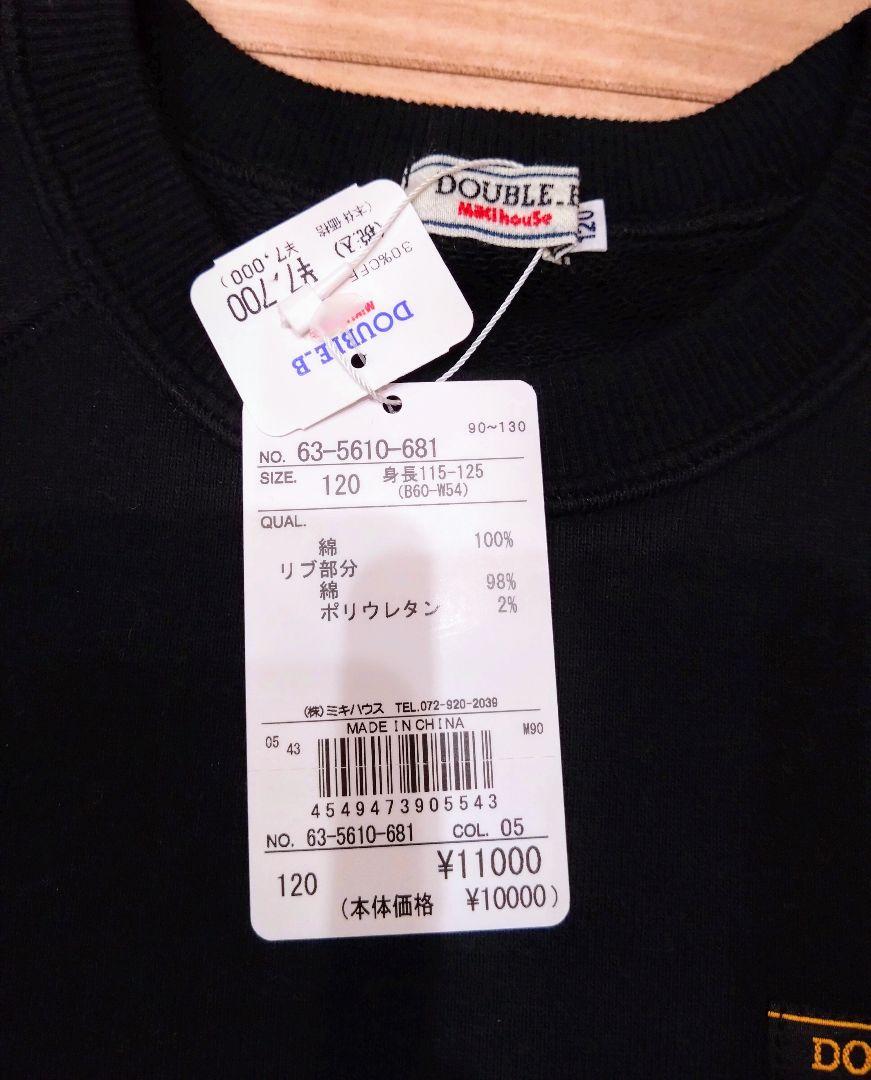 DOUBLE_B
MIKIHOUSE
120
DOUBLE_B
30%OFF
¥7,700
(税込)
(本体価格 ¥7,000)
90~130
NO. 63-5610-681
SIZE. 120 身長115-125
(B60-W54)
QUAL.
綿 100%
リブ部分
綿 98%
ポリウレタン 2%
(株)ミキハウス TEL.072-920-2039
MADE IN CHINA
05 43 M90
4549473905543
NO. 63-5610-681 COL. 05
120 ¥11000
(本体価格 ¥10000)
DO